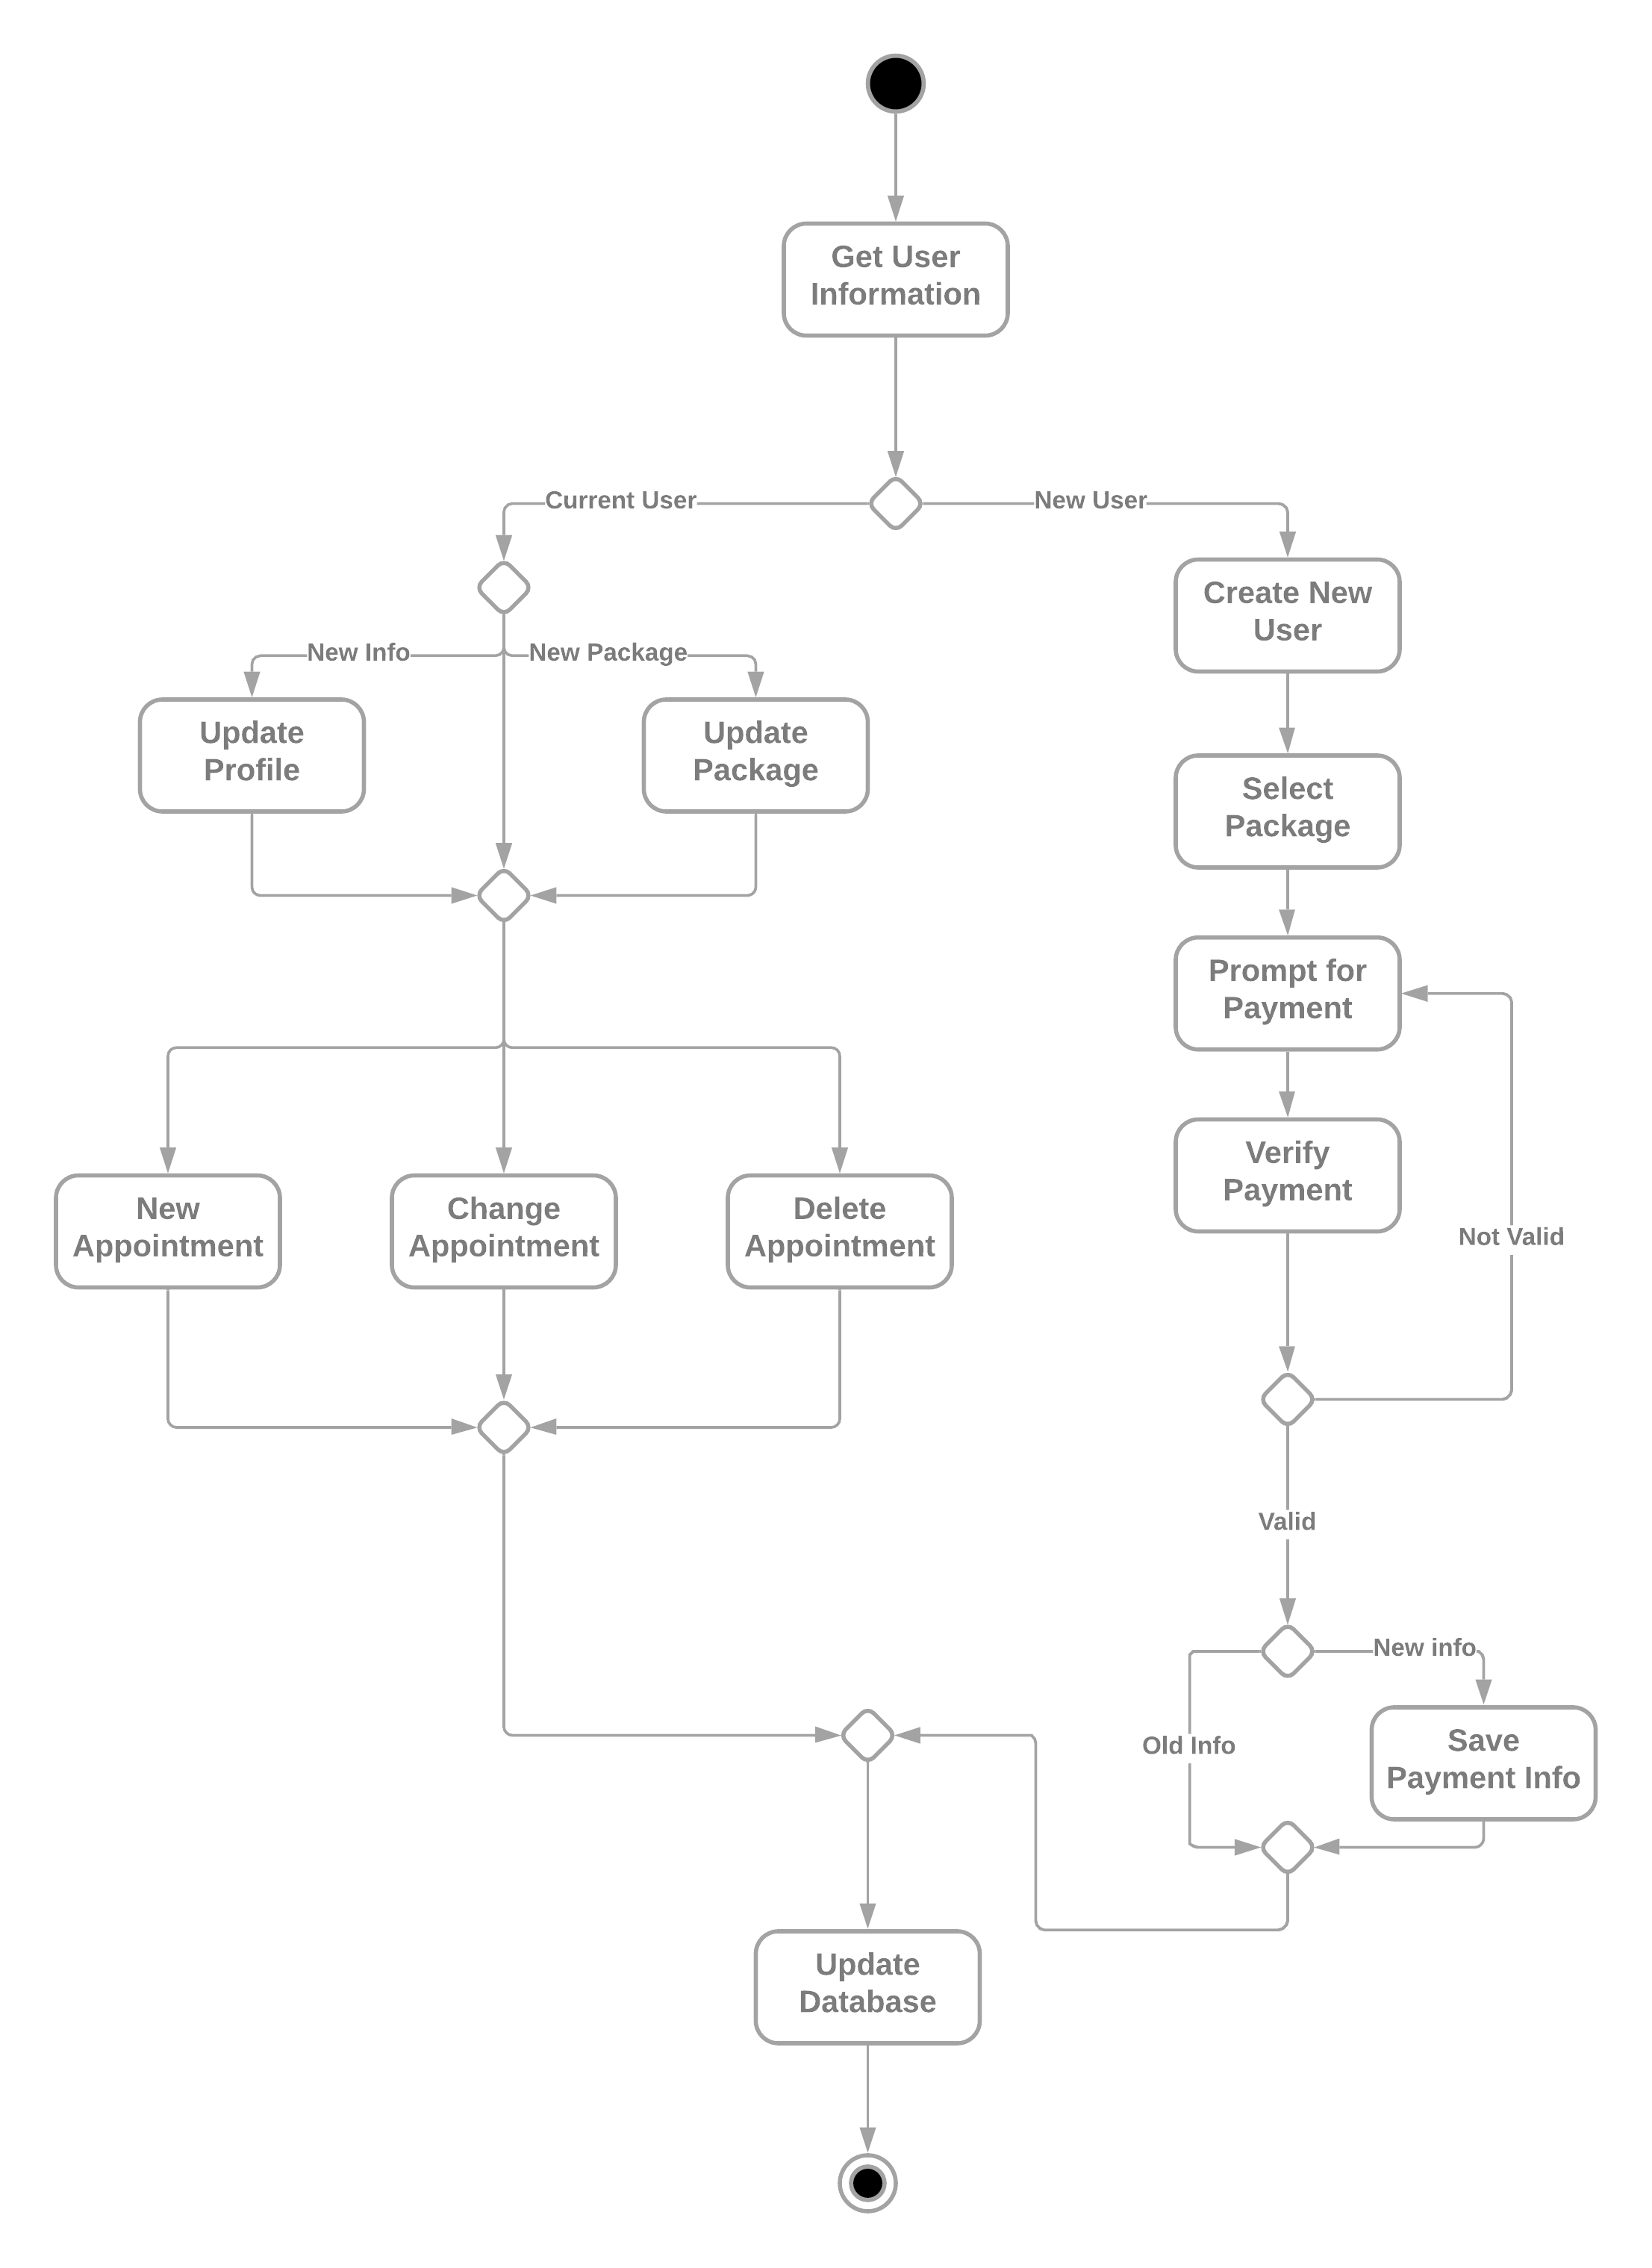 Get User
Information
Current User
New User
Create New
User
New Info
New Package
Update
Profile
Update
Package
Select
Package
Prompt for
Payment
Verify
Payment
New
Appointment
Change
Appointment
Delete
Appointment
Not Valid
Valid
New info
Old Info
Save
Payment Info
Update
Database